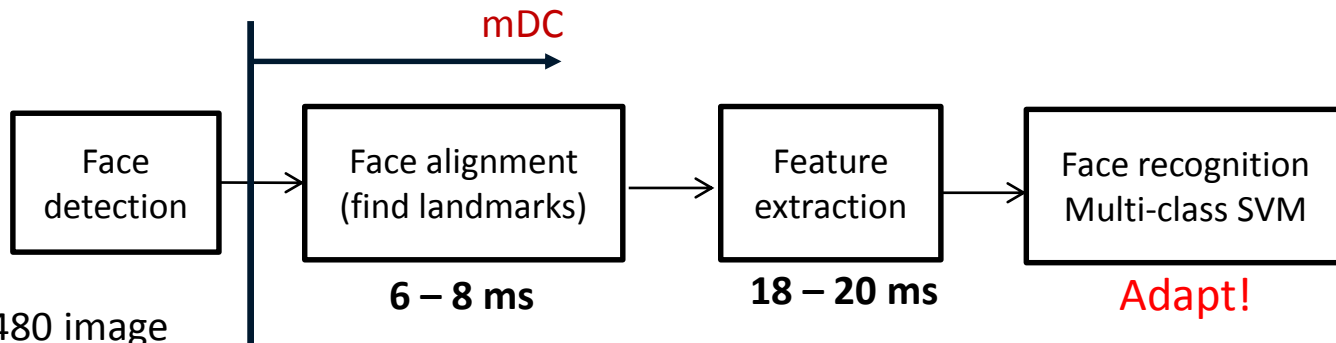 mDC
Face
detection
Face alignment
(find landmarks)
Feature
extraction
Face recognition
Multi-class SVM
6 – 8 ms
18 – 20 ms
Adapt!
480 image